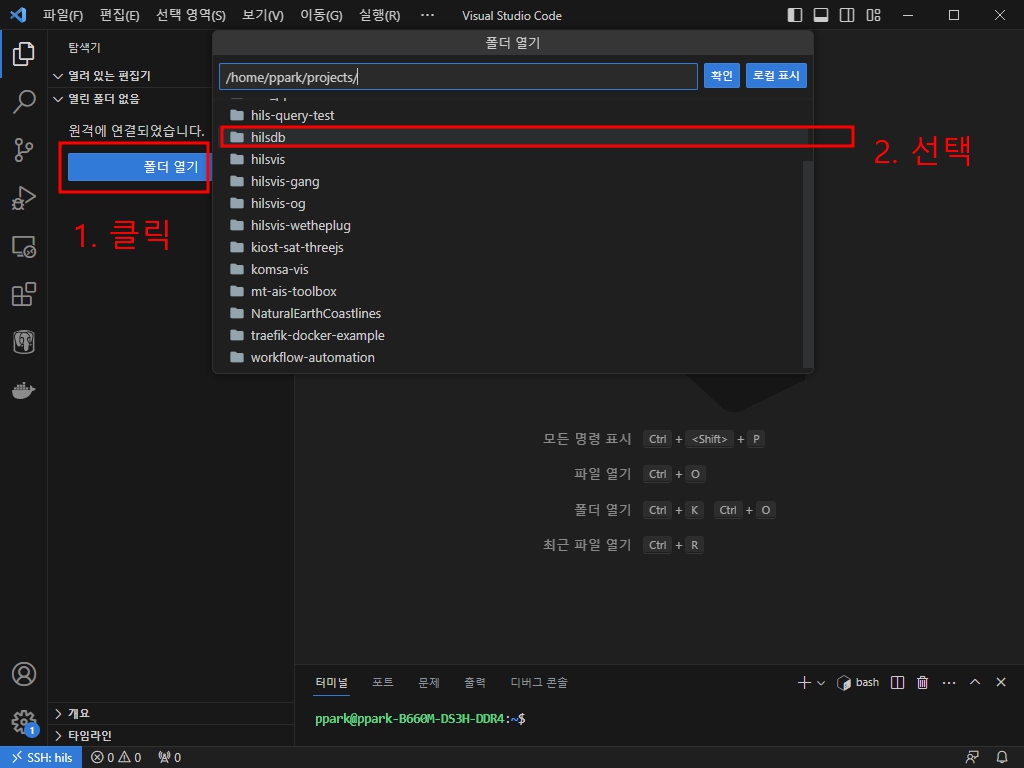 파일(F) 편집(E) 선택 영역(S) 보기(V) 이동(G) 실행(R) ··· Visual Studio Code
탐색기
열려 있는 편집기
열린 폴더 없음
원격에 연결되었습니다.
폴더 열기
1. 클릭
폴더 열기
/home/ppark/projects/
확인 로컬 표시
hils-query-test
hilsdb
hilsvis
hilsvis-gang
hilsvis-og
hilsvis-wetheplug
kiost-sat-threejs
komsa-vis
mt-ais-toolbox
NaturalEarthCoastlines
traefik-docker-example
workflow-automation
2. 선택
모든 명령 표시 Ctrl + <Shift> + P
파일 열기 Ctrl + O
폴더 열기 Ctrl + K Ctrl + O
최근 파일 열기 Ctrl + R
터미널 포트 문제 출력 디버그 콘솔 bash ···
ppark@ppark-B660M-DS3H-DDR4:~$
개요
타임라인
1
SSH: hils 0 0 0